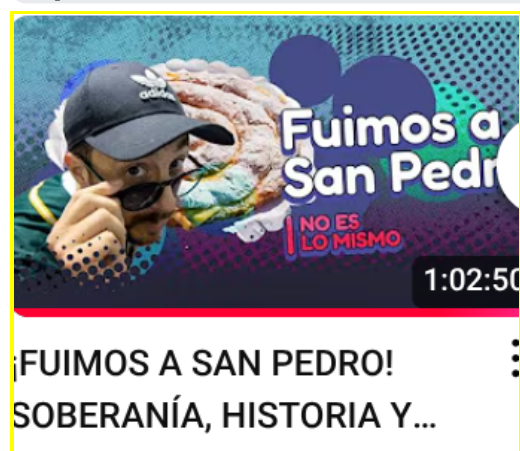 adidas
Fuimos a
San Pedr
NO ES
LO MISMO
1:02:50
¡FUIMOS A SAN PEDRO!
SOBERANÍA, HISTORIA Y...